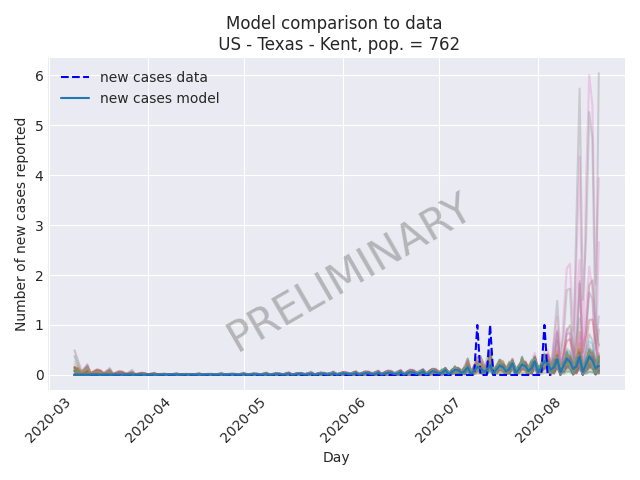 Model comparison to data
US - Texas - Kent, pop. = 762
new cases data
new cases model
Number of new cases reported
6
5
4
3
2
1
0
PRELIMINARY
2020-03
2020-04
2020-05
2020-06
2020-07
2020-08
Day